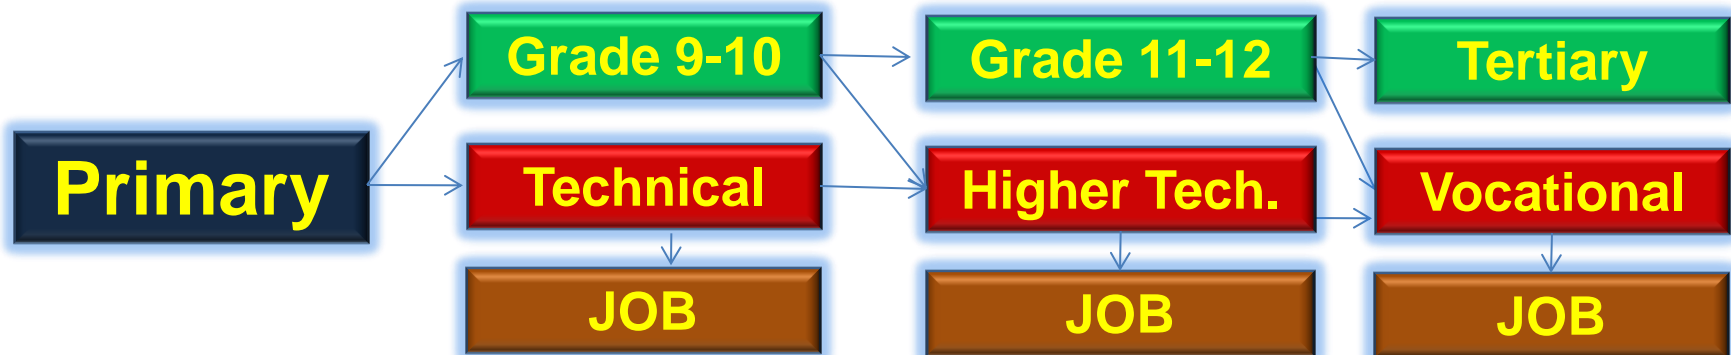 Grade 9-10
Grade 11-12
Tertiary
Primary
Technical
Higher Tech.
Vocational
JOB
JOB
JOB